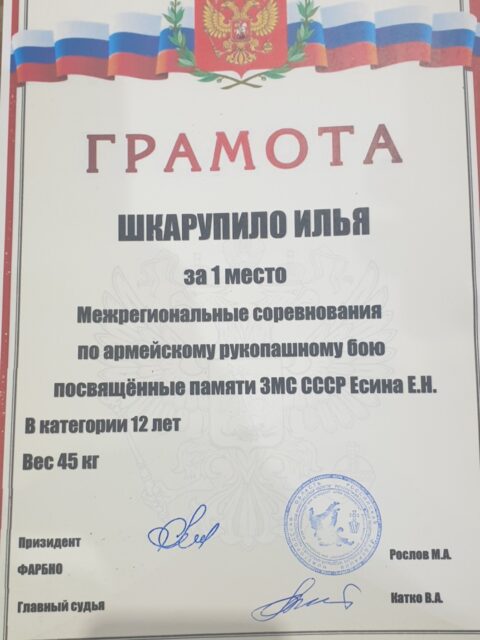 ГРАМОТА
ШКАРУПИЛО ИЛЬЯ
за 1 место
Межрегиональные соревнования
по армейскому рукопашному бою
посвящённые памяти ЗМС СССР Есина Е.Н.
В категории 12 лет
Вес 45 кг
Призидент
ФАРБНО
Рослов М.А.
Главный судья
Катко В.А.